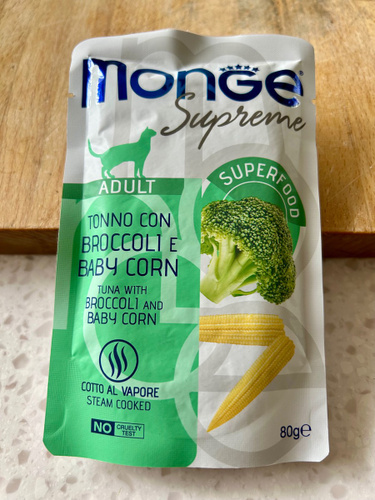 MONGE
Supreme
ADULT
SUPERFOOD
TONNO CON
BROCCOLI E
BABY CORN
TUNA WITH
BROCCOLI AND
BABY CORN
COTTO AL VAPORE
STEAM COOKED
NO CRUELTY
TEST
80g℮